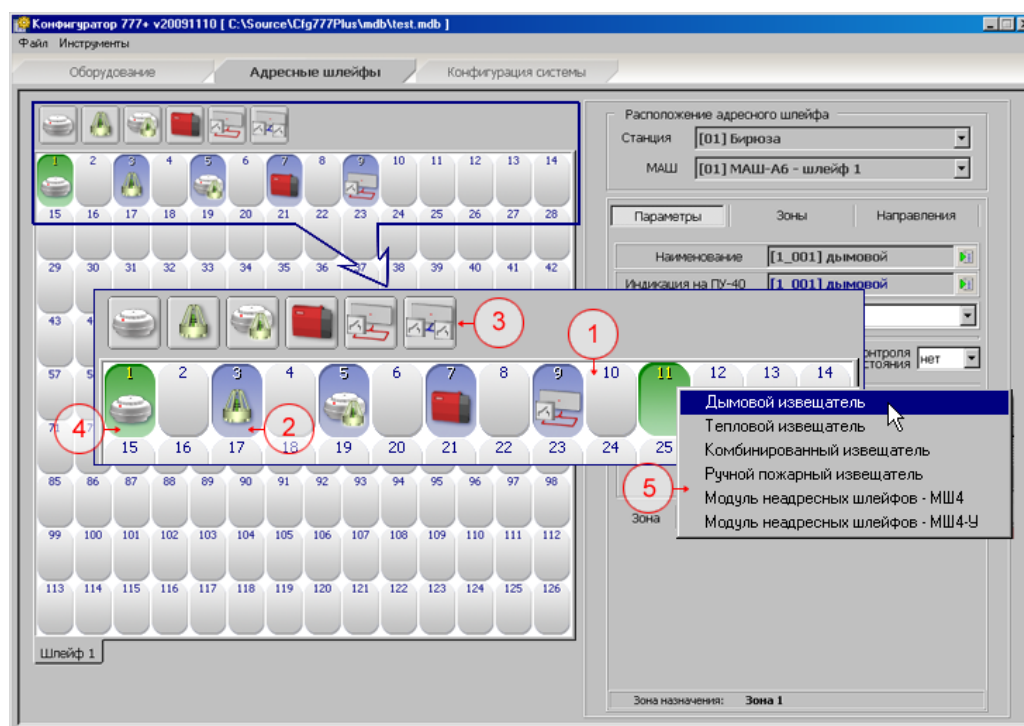 Конфигуратор 777+ v20091110 [ C:\Source\Cfg777Plus\mdb\test.mdb ]
Файл Инструменты
Оборудование Адресные шлейфы Конфигурация системы
Расположение адресного шлейфа
Станция [01] Бирюза
МАШ [01] МАШ-А6 - шлейф 1
1 2 3 4 5 6 7 8 9 10 11 12 13 14
15 16 17 18 19 20 21 22 23 24 25 26 27 28
Параметры Зоны Направления
Наименование [1_001] дымовой
29 30 31 32 33 34 35 36 37 38 39 40 41 42
Индикация на ПУ-40 [1_001] дымовой
43 4
3
1
57 5
1 2 3 4 5 6 7 8 9 10 11 12 13 14
нтроля
стояния нет
Дымовой извещатель
Тепловой извещатель
Комбинированный извещатель
Ручной пожарный извещатель
Модуль неадресных шлейфов - МШ4
Модуль неадресных шлейфов - МШ4-У
71 7
4
2
15 16 17 18 19 20 21 22 23 24 25
5
85 86 87 88 89 90 91 92 93 94 95 96 97 98
Зона
99 100 101 102 103 104 105 106 107 108 109 110 111 112
113 114 115 116 117 118 119 120 121 122 123 124 125 126
Шлейф 1
Зона назначения: Зона 1